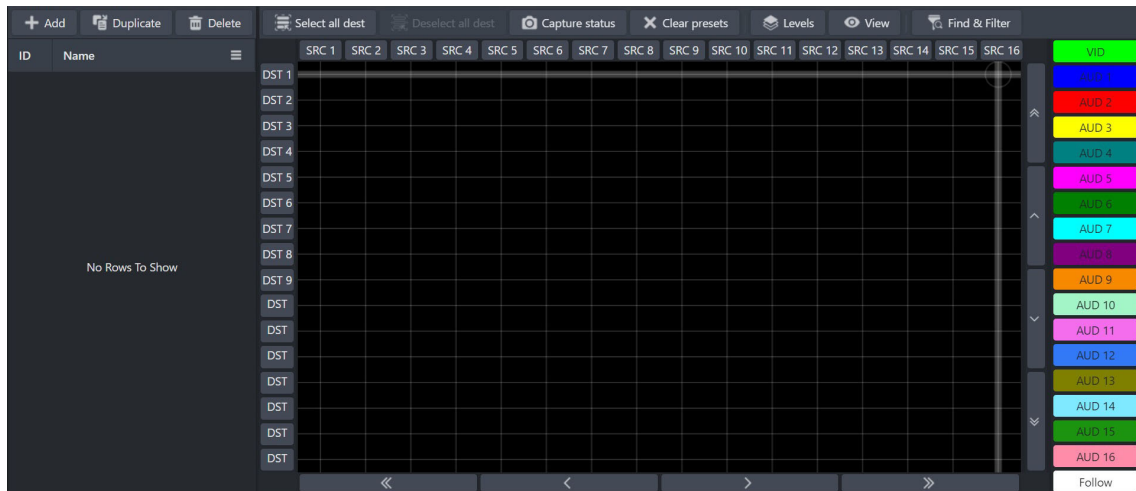 Add Duplicate Delete Select all dest Deselect all dest Capture status Clear presets Levels View Find & Filter
ID Name
SRC 1 SRC 2 SRC 3 SRC 4 SRC 5 SRC 6 SRC 7 SRC 8 SRC 9 SRC 10 SRC 11 SRC 12 SRC 13 SRC 14 SRC 15 SRC 16
VID
DST 1
AUD 1
DST 2
AUD 2
DST 3
AUD 3
DST 4
AUD 4
DST 5
AUD 5
DST 6
AUD 6
DST 7
AUD 7
DST 8
AUD 8
No Rows To Show
DST 9
AUD 9
DST
AUD 10
DST
AUD 11
DST
AUD 12
DST
AUD 13
DST
AUD 14
DST
AUD 15
DST
AUD 16
Follow